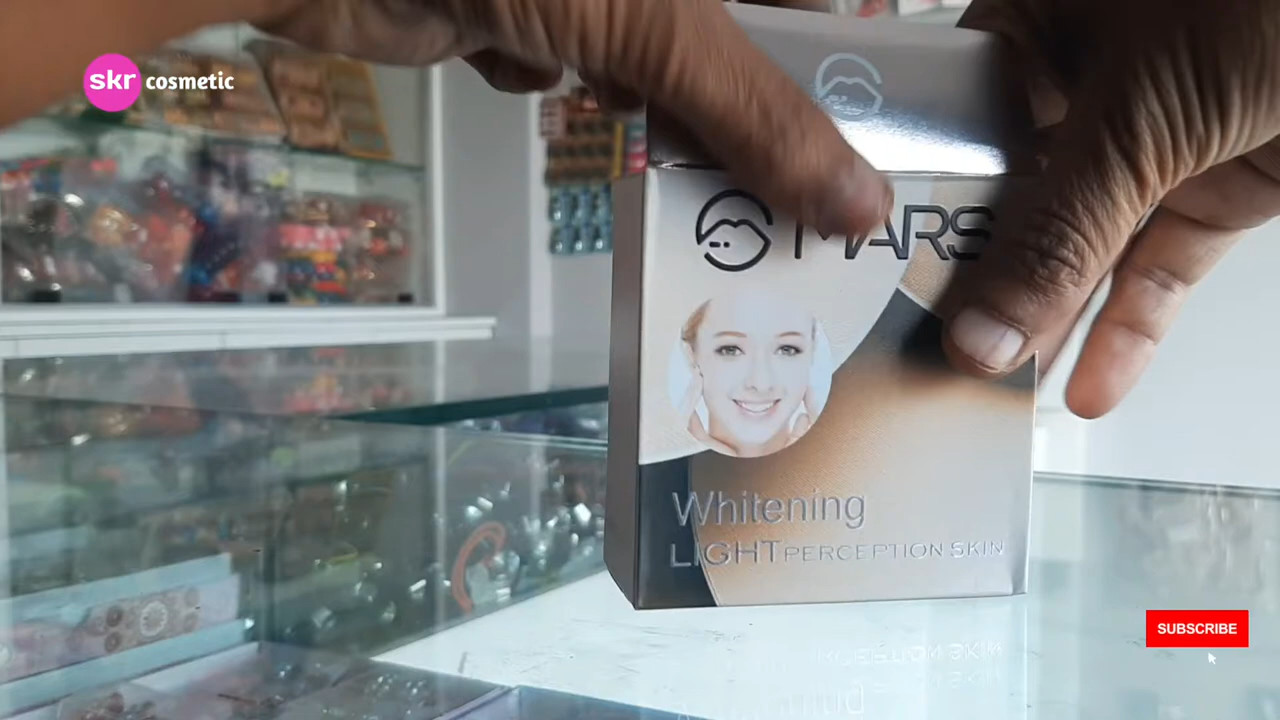 skr cosmetic
MARS
Whitening
LIGHT PERCEPTION SKIN
SUBSCRIBE